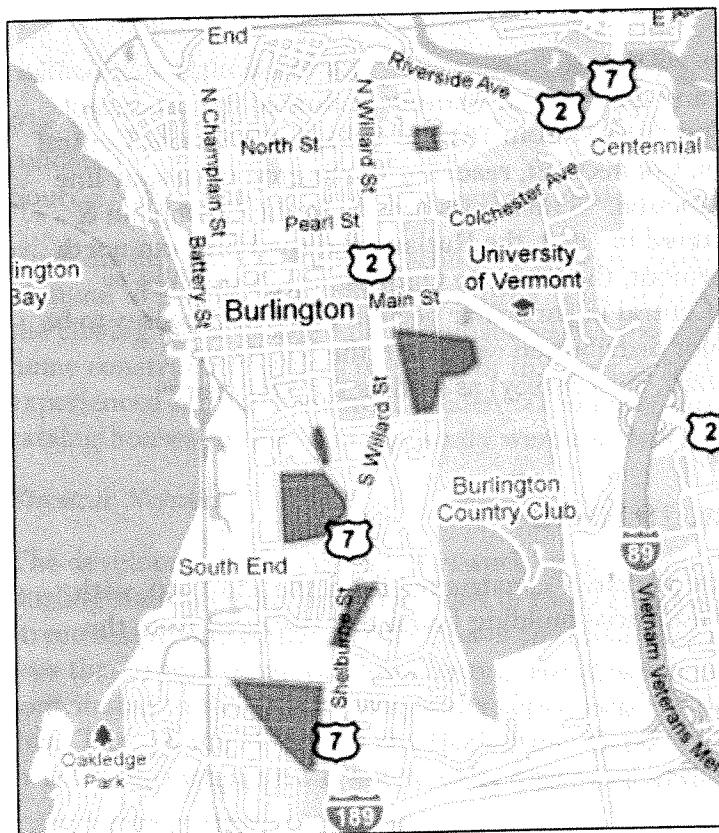 E
End
Riverside Ave
7
2
N Willard St
N Champlain St
North St
Centennial
Colchester Ave
Pearl St
Battery St
2
University
of Vermont
lington
Bay
Burlington
Main St
S Willard St
2
Burlington
Country Club
7
South End
89
Shelburne St
Vietnam Veterans Me
7
Oakledge
Park
189